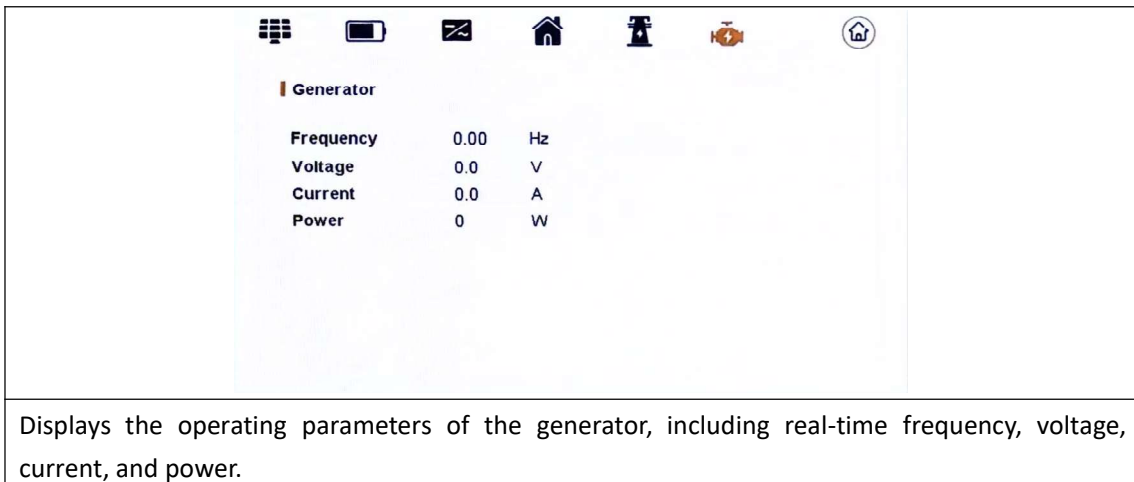 Generator
Frequency 0.00 Hz
Voltage 0.0 V
Current 0.0 A
Power 0 W
Displays the operating parameters of the generator, including real-time frequency, voltage,
current, and power.